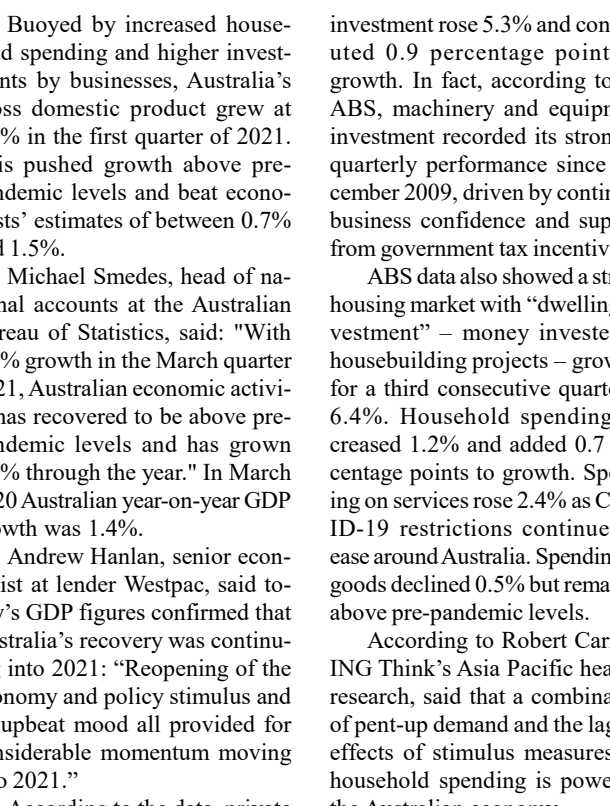 Buoyed by increased house-
d spending and higher invest-
nts by businesses, Australia’s
oss domestic product grew at
% in the first quarter of 2021.
is pushed growth above pre-
ndemic levels and beat econo-
sts’ estimates of between 0.7%
d 1.5%.
Michael Smedes, head of na-
nal accounts at the Australian
reau of Statistics, said: "With
% growth in the March quarter
21, Australian economic activi-
has recovered to be above pre-
ndemic levels and has grown
% through the year." In March
20 Australian year-on-year GDP
owth was 1.4%.
Andrew Hanlan, senior econ-
ist at lender Westpac, said to-
y’s GDP figures confirmed that
stralia’s recovery was continu-
g into 2021: “Reopening of the
onomy and policy stimulus and
upbeat mood all provided for
nsiderable momentum moving
o 2021.”
According to the data, private
investment rose 5.3% and con
uted 0.9 percentage point
growth. In fact, according to
ABS, machinery and equipm
investment recorded its stron
quarterly performance since
cember 2009, driven by contin
business confidence and sup
from government tax incentiv
ABS data also showed a str
housing market with “dwelling
vestment” – money investe
housebuilding projects – grow
for a third consecutive quart
6.4%. Household spending
creased 1.2% and added 0.7
centage points to growth. Spe
ing on services rose 2.4% as C
ID-19 restrictions continue
ease around Australia. Spendin
goods declined 0.5% but rema
above pre-pandemic levels.
According to Robert Car
ING Think’s Asia Pacific hea
research, said that a combina
of pent-up demand and the lag
effects of stimulus measures
household spending is powe
the Australian economy.